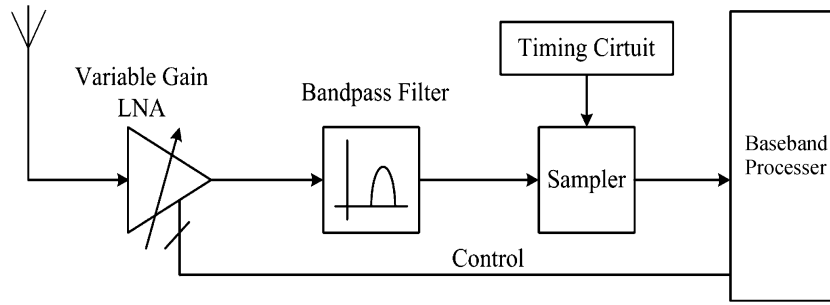 Timing Cirtuit
Variable Gain
LNA
Bandpass Filter
Sampler
Baseband
Processer
Control